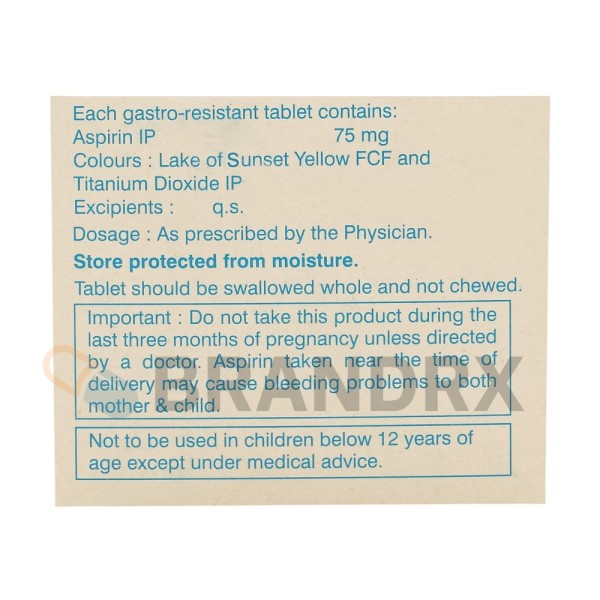 Each gastro-resistant tablet contains:
Aspirin IP 75 mg
Colours : Lake of Sunset Yellow FCF and
Titanium Dioxide IP
Excipients : q.s.
Dosage : As prescribed by the Physician.
Store protected from moisture.
Tablet should be swallowed whole and not chewed.
Important : Do not take this product during the
last three months of pregnancy unless directed
by a doctor. Aspirin taken near the time of
delivery may cause bleeding problems to both
mother & child.
BRANDRX
Not to be used in children below 12 years of
age except under medical advice.